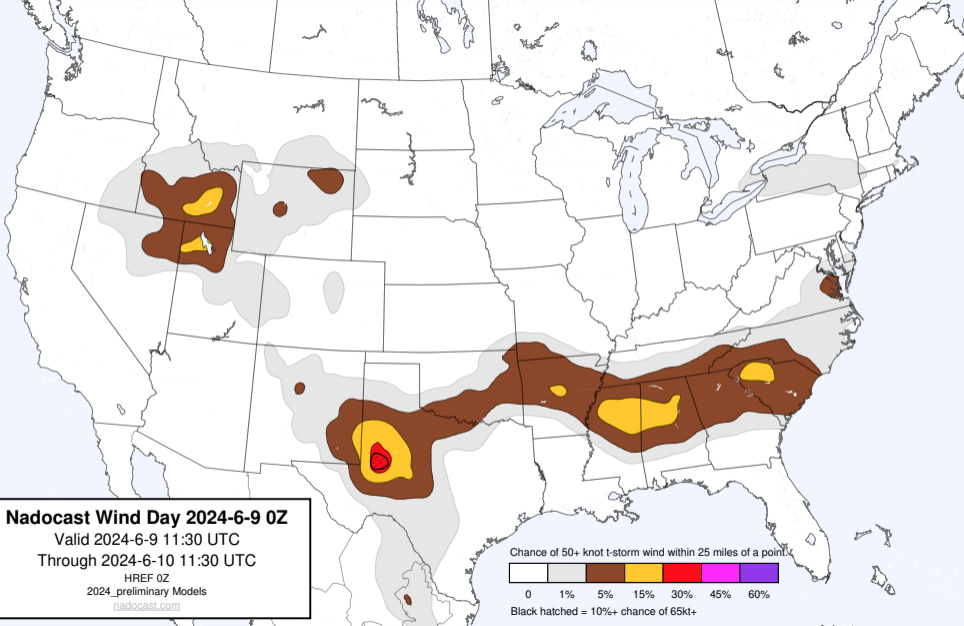 Nadocast Wind Day 2024-6-9 0Z
Valid 2024-6-9 11:30 UTC
Through 2024-6-10 11:30 UTC
HREF 0Z
2024_preliminary Models
nadocast.com
Chance of 50+ knot t-storm wind within 25 miles of a point.
0 1% 5% 15% 30% 45% 60%
Black hatched = 10%+ chance of 65kt+